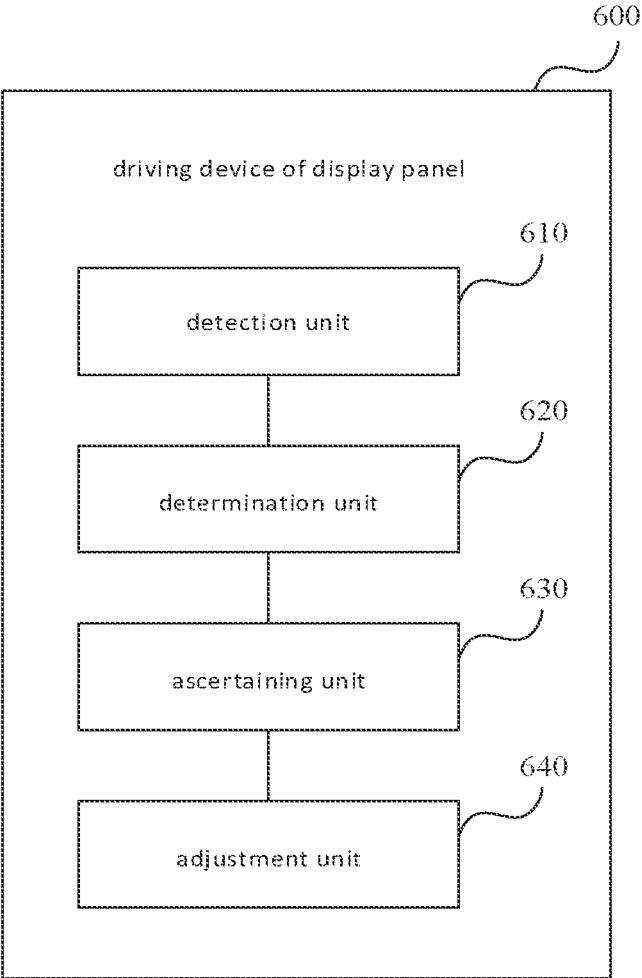 600
driving device of display panel
610
detection unit
620
determination unit
630
ascertaining unit
640
adjustment unit